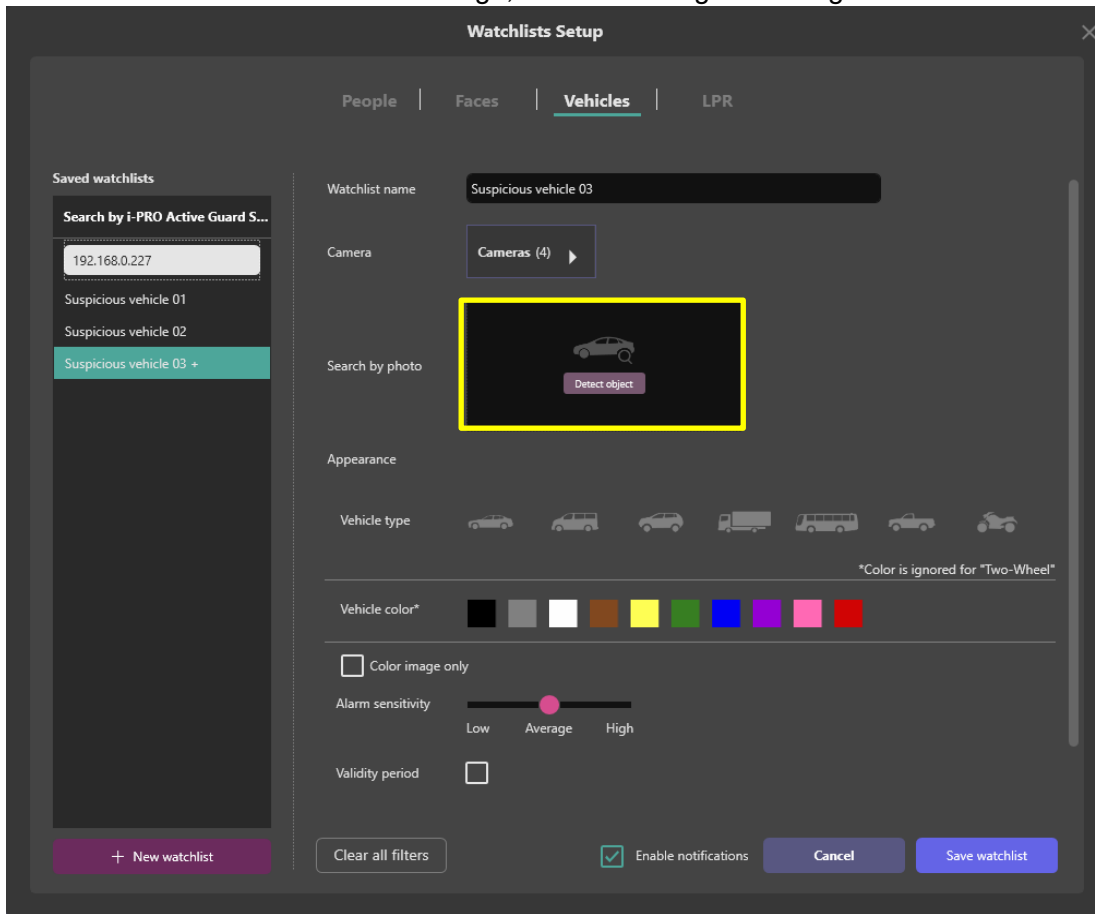 Watchlists Setup
People | Faces | Vehicles | LPR
Saved watchlists
Search by i-PRO Active Guard S...
192.168.0.227
Suspicious vehicle 01
Suspicious vehicle 02
Suspicious vehicle 03 +
+ New watchlist
Watchlist name
Suspicious vehicle 03
Camera
Cameras (4)
Search by photo
Detect object
Appearance
Vehicle type
*Color is ignored for "Two-Wheel"
Vehicle color*
Color image only
Alarm sensitivity
Low Average High
Validity period
Clear all filters
Enable notifications
Cancel
Save watchlist